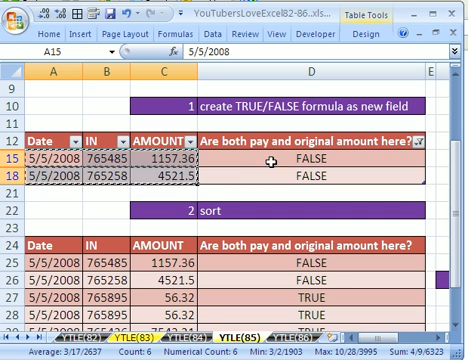 YouTubersLoveExcel82-86...xls...
Table Tools
Home Insert Page Layout Formulas Data Review View Developer Design
A15 fx 5/5/2008
A B C D E
9
10 1 create TRUE/FALSE formula as new field
11
12 Date IN AMOUNT Are both pay and original amount here?
15 5/5/2008 765485 1157.36 FALSE
18 5/5/2008 765258 4521.5 FALSE
21
22 2 sort
23
24 Date IN AMOUNT Are both pay and original amount here?
25 5/5/2008 765485 1157.36 FALSE
26 5/5/2008 765258 4521.5 FALSE
27 5/5/2008 765895 56.32 TRUE
28 5/5/2008 765895 56.32 TRUE
YTLE(82) YTLE(83) YTLE(84) YTLE(85) YTLE(86)
Average: 3/17/2637 Count: 6 Numerical Count: 6 Min: 3/2/1903 Max: 10/28/3995 Sum: 4/9/6323